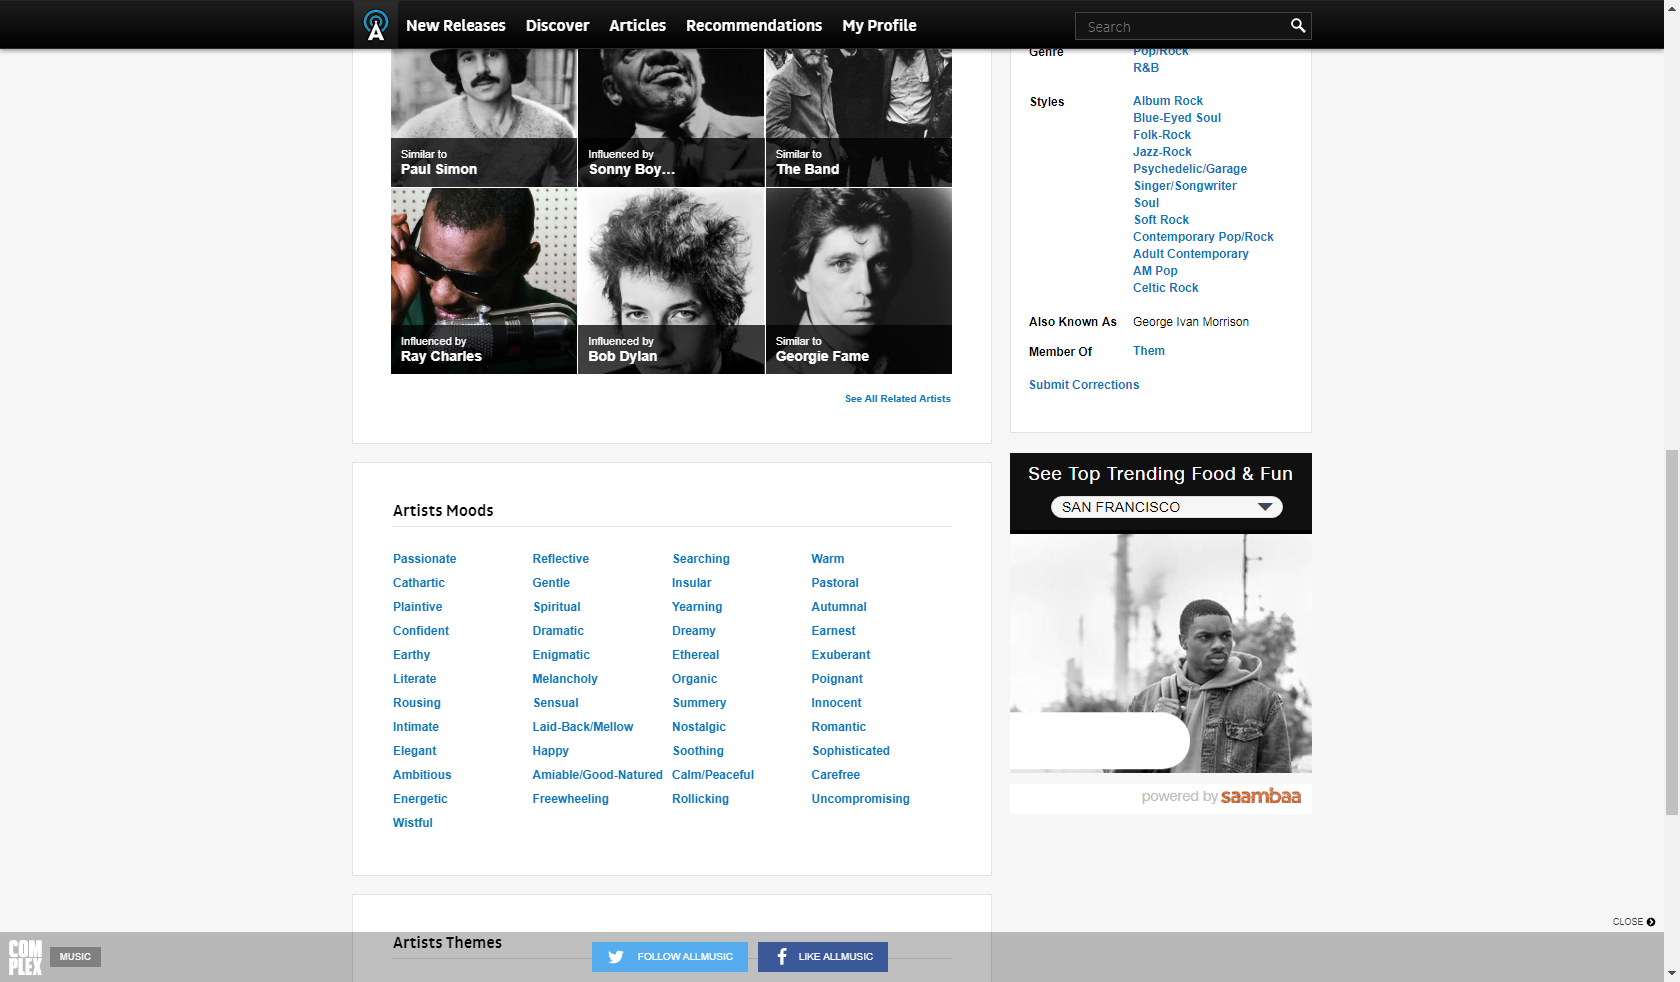 New Releases
Discover
Articles
Recommendations
My Profile
Search
Similar to
Paul Simon
Influenced by
Sonny Boy...
Similar to
The Band
Influenced by
Ray Charles
Influenced by
Bob Dylan
Similar to
Georgie Fame
See All Related Artists
Genre
Pop/Rock
R&B
Styles
Album Rock
Blue-Eyed Soul
Folk-Rock
Jazz-Rock
Psychedelic/Garage
Singer/Songwriter
Soul
Soft Rock
Contemporary Pop/Rock
Adult Contemporary
AM Pop
Celtic Rock
Also Known As George Ivan Morrison
Member Of Them
Submit Corrections
See Top Trending Food & Fun
SAN FRANCISCO
powered by saambaa
Artists Moods
Passionate Reflective Searching Warm
Cathartic Gentle Insular Pastoral
Plaintive Spiritual Yearning Autumnal
Confident Dramatic Dreamy Earnest
Earthy Enigmatic Ethereal Exuberant
Literate Melancholy Organic Poignant
Rousing Sensual Summery Innocent
Intimate Laid-Back/Mellow Nostalgic Romantic
Elegant Happy Soothing Sophisticated
Ambitious Amiable/Good-Natured Calm/Peaceful Carefree
Energetic Freewheeling Rollicking Uncompromising
Wistful
Artists Themes
CLOSE
COM
PLEX
MUSIC
FOLLOW ALLMUSIC
LIKE ALLMUSIC